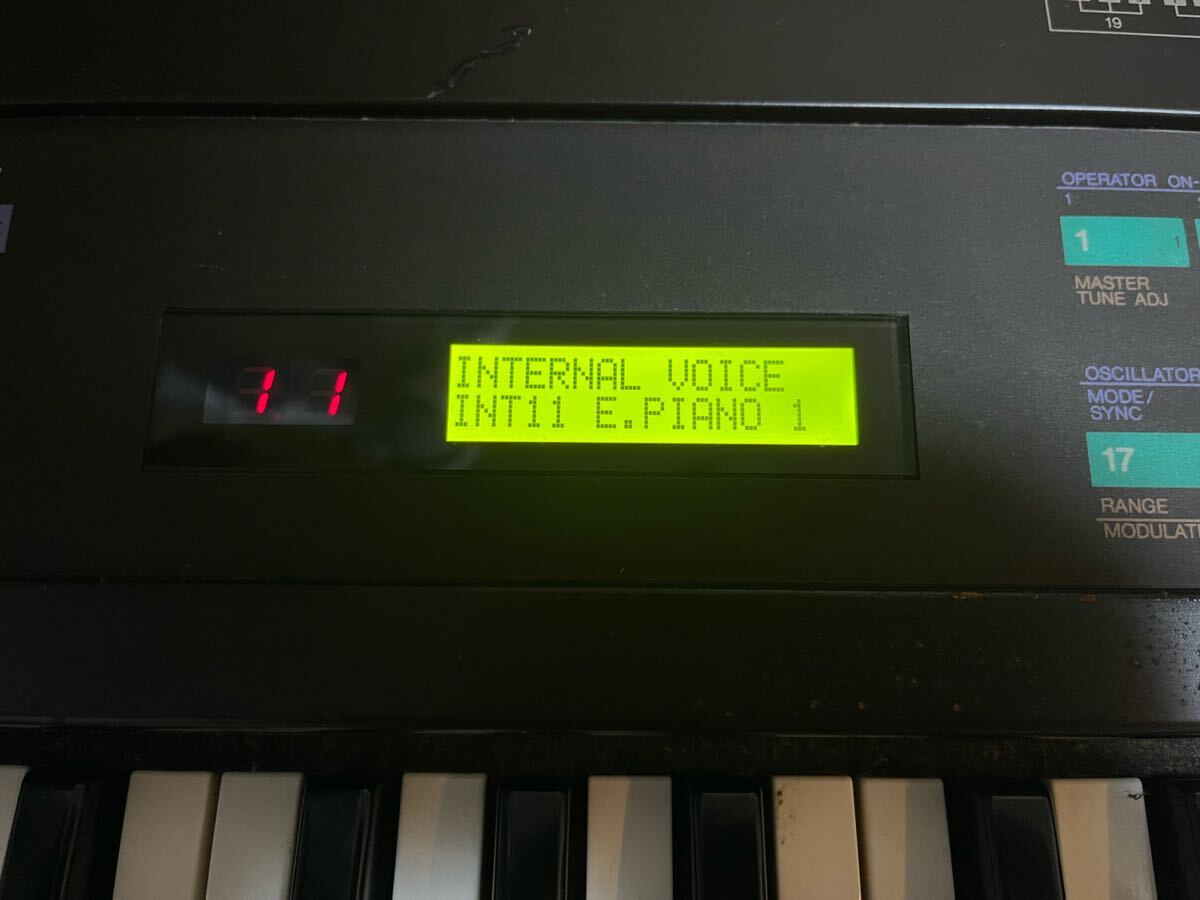 19
OPERATOR ON-
1
1 1
MASTER
TUNE ADJ
11
INTERNAL VOICE
INT11 E.PIANO 1
OSCILLATOR
MODE/
SYNC
17
RANGE
MODULAT